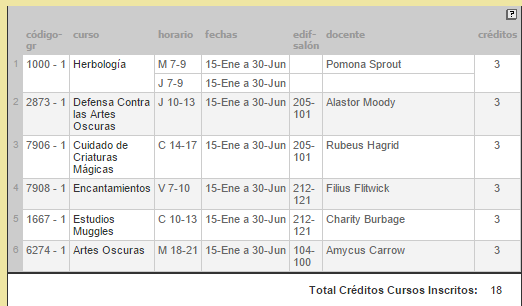 ?
código-gr curso horario fechas edif-salón docente créditos
1 1000 - 1 Herbología M 7-9 15-Ene a 30-Jun Pomona Sprout 3
J 7-9 15-Ene a 30-Jun
2 2873 - 1 Defensa Contra las Artes Oscuras J 10-13 15-Ene a 30-Jun 205-101 Alastor Moody 3
3 7906 - 1 Cuidado de Criaturas Mágicas C 14-17 15-Ene a 30-Jun 205-101 Rubeus Hagrid 3
4 7908 - 1 Encantamientos V 7-10 15-Ene a 30-Jun 212-121 Filius Flitwick 3
5 1667 - 1 Estudios Muggles C 10-13 15-Ene a 30-Jun 212-121 Charity Burbage 3
6 6274 - 1 Artes Oscuras M 18-21 15-Ene a 30-Jun 104-100 Amycus Carrow 3
Total Créditos Cursos Inscritos: 18